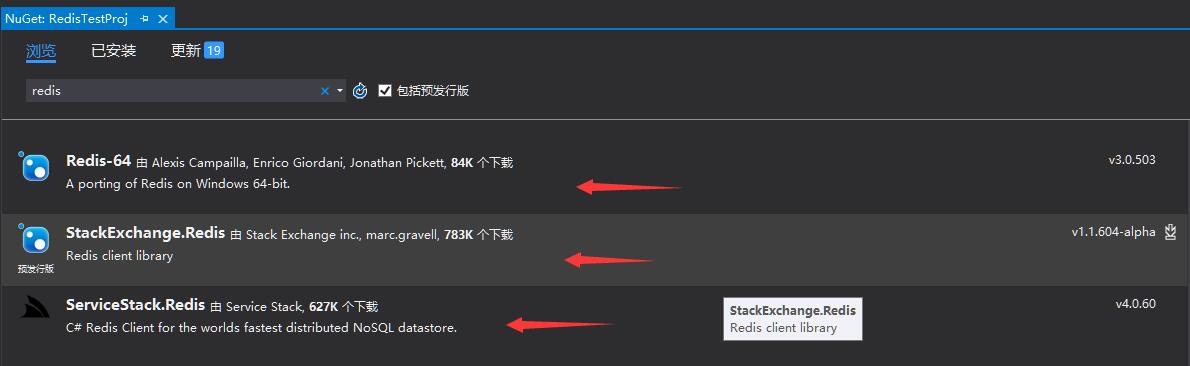 NuGet: RedisTestProj
浏览 已安装 更新 19
redis 包括预发行版
Redis-64 由 Alexis Campailla, Enrico Giordani, Jonathan Pickett, 84K 个下载 v3.0.503
A porting of Redis on Windows 64-bit.
StackExchange.Redis 由 Stack Exchange inc., marc.gravell, 783K 个下载 v1.1.604-alpha
Redis client library
预发行版
ServiceStack.Redis 由 Service Stack, 627K 个下载 v4.0.60
C# Redis Client for the worlds fastest distributed NoSQL datastore.
StackExchange.Redis
Redis client library